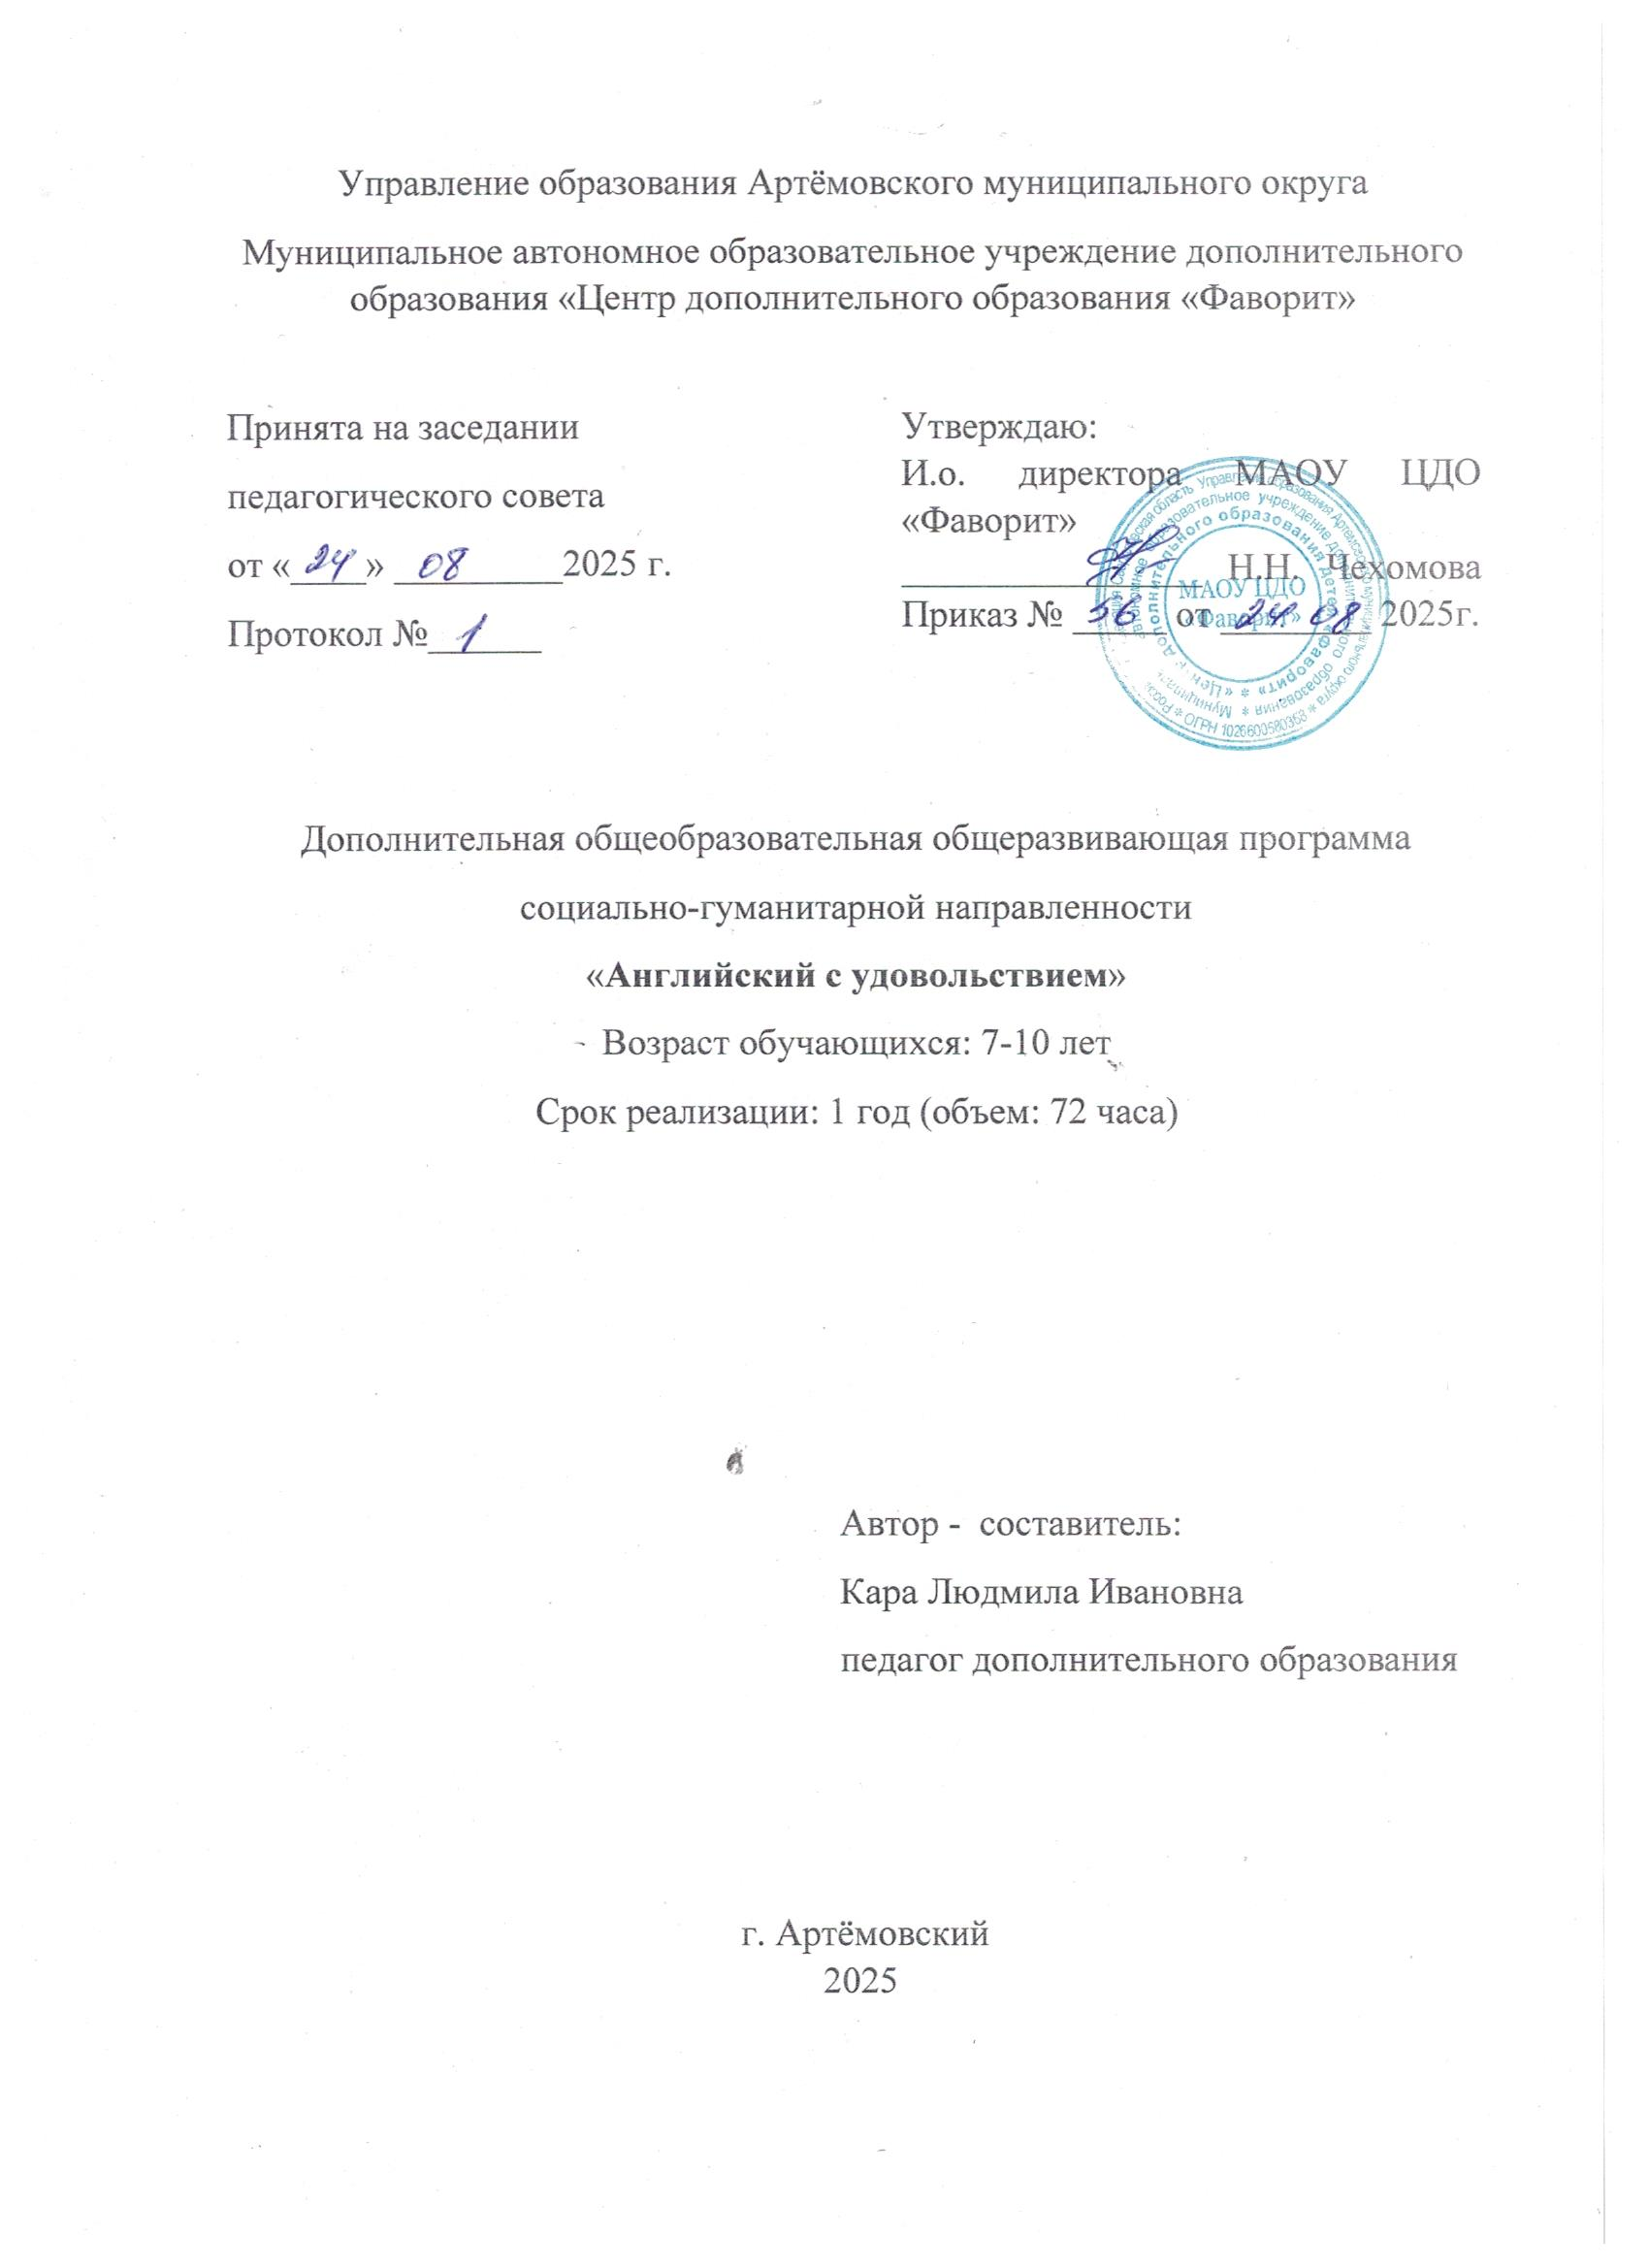 Управление образования Артёмовского муниципального округа
Муниципальное автономное образовательное учреждение дополнительного
образования «Центр дополнительного образования «Фаворит»
Принята на заседании
педагогического совета
от «24» 08 2025 г.
Протокол № 1
Утверждаю:
И.о. директора МАОУ ЦДО
«Фаворит»
Н.Н. Чехомова
Приказ № 56 от 24 08 2025г.
МАОУ ЦДО
«Фаворит»
ОГРН 1026600580353
Дополнительная общеобразовательная общеразвивающая программа
социально-гуманитарной направленности
«Английский с удовольствием»
Возраст обучающихся: 7-10 лет
Срок реализации: 1 год (объем: 72 часа)
Автор - составитель:
Кара Людмила Ивановна
педагог дополнительного образования
г. Артёмовский
2025